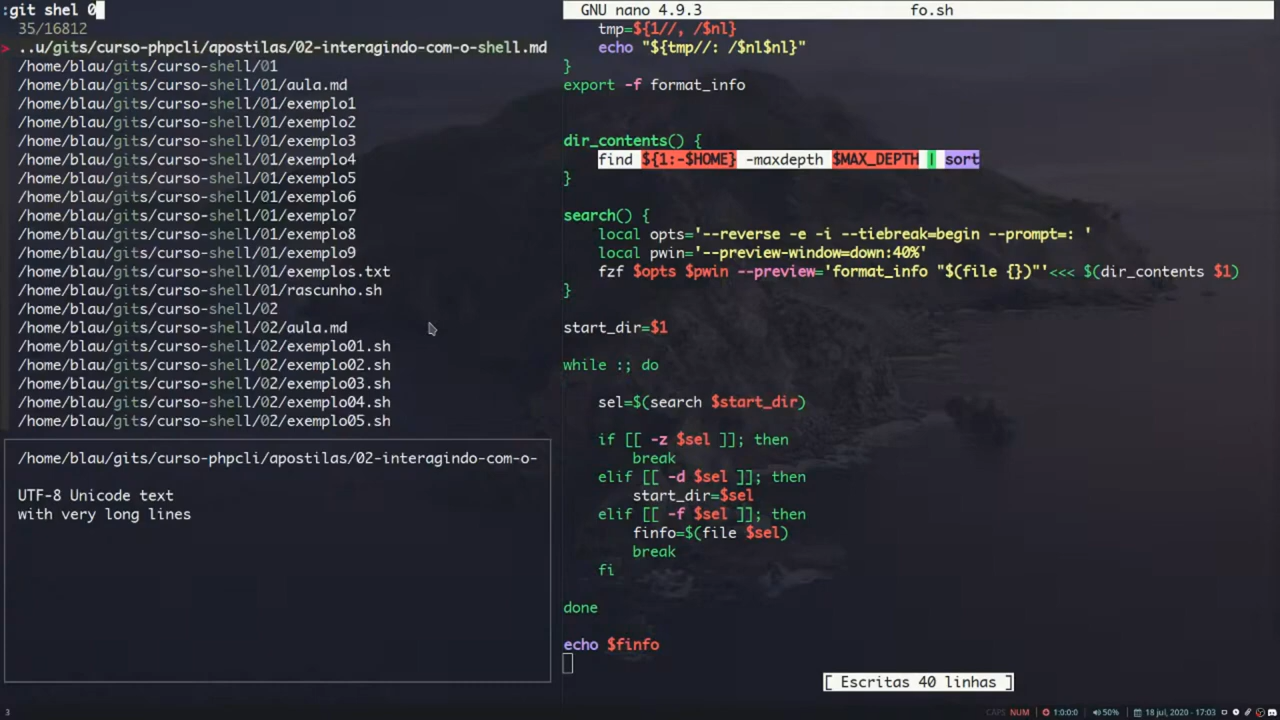 :git shel 0
35/16812
> ..u/gits/curso-phpcli/apostilas/02-interagindo-com-o-shell.md
/home/blau/gits/curso-shell/01
/home/blau/gits/curso-shell/01/aula.md
/home/blau/gits/curso-shell/01/exemplo1
/home/blau/gits/curso-shell/01/exemplo2
/home/blau/gits/curso-shell/01/exemplo3
/home/blau/gits/curso-shell/01/exemplo4
/home/blau/gits/curso-shell/01/exemplo5
/home/blau/gits/curso-shell/01/exemplo6
/home/blau/gits/curso-shell/01/exemplo7
/home/blau/gits/curso-shell/01/exemplo8
/home/blau/gits/curso-shell/01/exemplo9
/home/blau/gits/curso-shell/01/exemplos.txt
/home/blau/gits/curso-shell/01/rascunho.sh
/home/blau/gits/curso-shell/02
/home/blau/gits/curso-shell/02/aula.md
/home/blau/gits/curso-shell/02/exemplo01.sh
/home/blau/gits/curso-shell/02/exemplo02.sh
/home/blau/gits/curso-shell/02/exemplo03.sh
/home/blau/gits/curso-shell/02/exemplo04.sh
/home/blau/gits/curso-shell/02/exemplo05.sh
/home/blau/gits/curso-phpcli/apostilas/02-interagindo-com-o-
UTF-8 Unicode text
with very long lines
GNU nano 4.9.3 fo.sh
tmp=${1//, /$nl}
echo "${tmp//: /$nl$nl}"
}
export -f format_info
dir_contents() {
find ${1:-$HOME} -maxdepth $MAX_DEPTH | sort
}
search() {
local opts='--reverse -e -i --tiebreak=begin --prompt=: '
local pwin='--preview-window=down:40%'
fzf $opts $pwin --preview='format_info "$(file {})"'<<< $(dir_contents $1)
}
start_dir=$1
while :; do
sel=$(search $start_dir)
if [[ -z $sel ]]; then
break
elif [[ -d $sel ]]; then
start_dir=$sel
elif [[ -f $sel ]]; then
finfo=$(file $sel)
break
fi
done
echo $finfo
[ Escritas 40 linhas ]
3
CAPS NUM 1:0:0:0 50% 18 jul, 2020 - 17:03